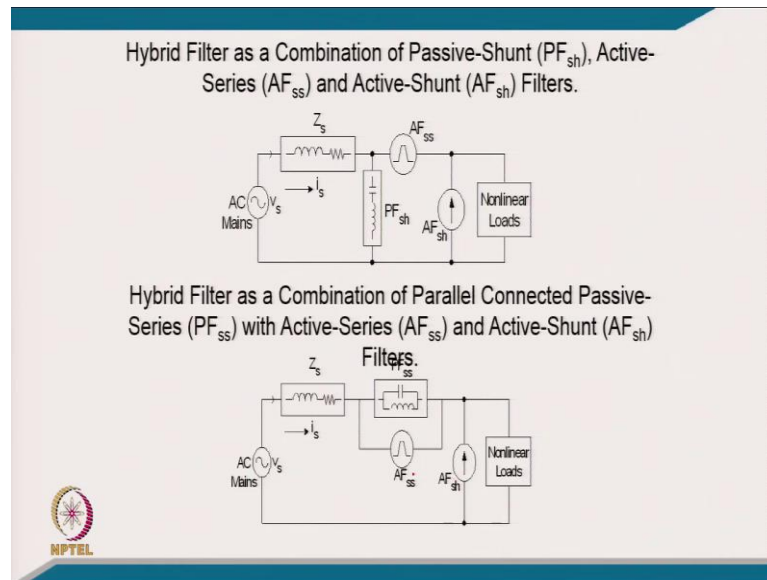 Hybrid Filter as a Combination of Passive-Shunt (PFsh), Active-
Series (AFss) and Active-Shunt (AFsh) Filters.
Zs
AFss
is
AC
Mains
vs
PFsh
AFsh
Nonlinear
Loads
Hybrid Filter as a Combination of Parallel Connected Passive-
Series (PFss) with Active-Series (AFss) and Active-Shunt (AFsh)
Filters.
Zs
PFss
is
AC
Mains
vs
AFss
AFsh
Nonlinear
Loads
NPTEL